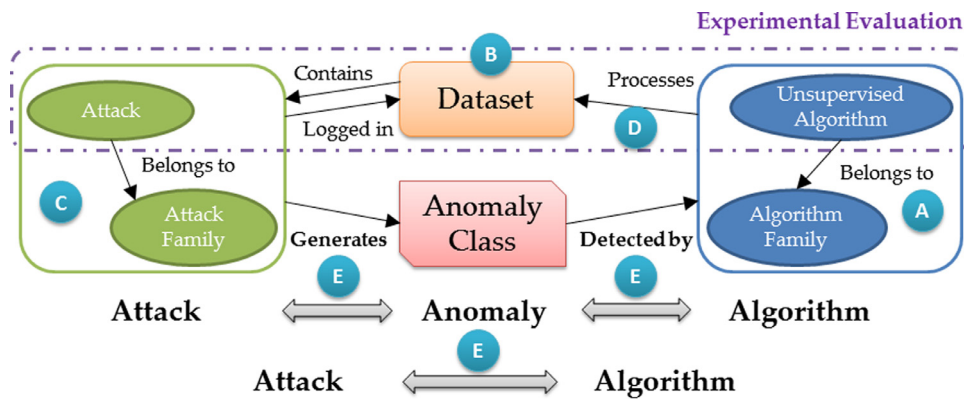 Experimental Evaluation
B
Contains
Processes
Attack
Dataset
Unsupervised
Algorithm
Logged in
D
Belongs to
Belongs to
C
Attack
Family
Anomaly
Class
Algorithm
Family
A
Generates
Detected by
E
E
Attack
Anomaly
Algorithm
E
Attack
Algorithm